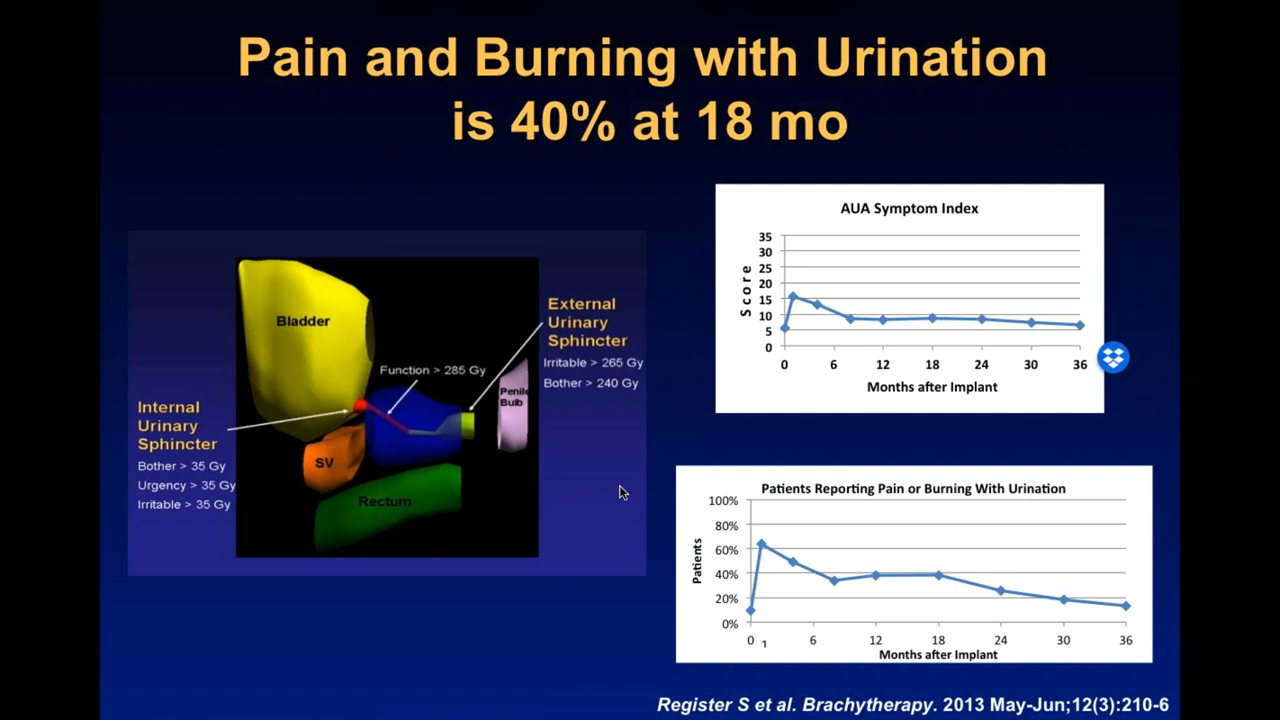 Pain and Burning with Urination
is 40% at 18 mo
Bladder
Function > 285 Gy
External
Urinary
Sphincter
Irritable > 265 Gy
Bother > 240 Gy
Penile
Bulb
Internal
Urinary
Sphincter
Bother > 35 Gy
Urgency > 35 Gy
Irritable > 35 Gy
SV
Rectum
AUA Symptom Index
Score
35
30
25
20
15
10
5
0
0 6 12 18 24 30 36
Months after Implant
Patients Reporting Pain or Burning With Urination
Patients
100%
80%
60%
40%
20%
0%
0 1 6 12 18 24 30 36
Months after Implant
Register S et al. Brachytherapy. 2013 May-Jun;12(3):210-6